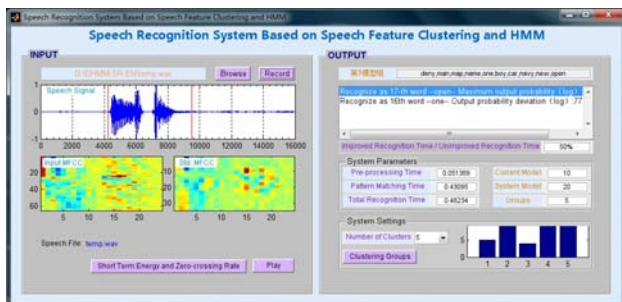 Speech Recognition System Based on Speech Feature Clustering and HMM
Speech Recognition System Based on Speech Feature Clustering and HMM
INPUT
Browse
Record
Speech Signal
1
0
-1
0 2000 4000 6000 8000 10000 12000 14000 16000
Input MFCC
Std. MFCC
20
40
60
10
20
30
5 10 15 20
5 10 15 20
Speech File: temp.wav
Short Term Energy and Zero-crossing Rate
Play
OUTPUT
deny,man,map,name,one,boy,car,navy,new,open
Recognize as 17-th word --open-- Maximum output probability (log)
Recognize as 16th word --one-- Output probability deviation (log) :77
Improved Recognition Time / Unimproved Recognition Time
50%
System Parameters
Pre-processing Time
Current Model 10
Pattern Matching Time 0.43095
System Model 20
Total Recognition Time 0.48234
Groups 5
System Settings
Number of Clusters 5
Clustering Groups
5
0
1 2 3 4 5